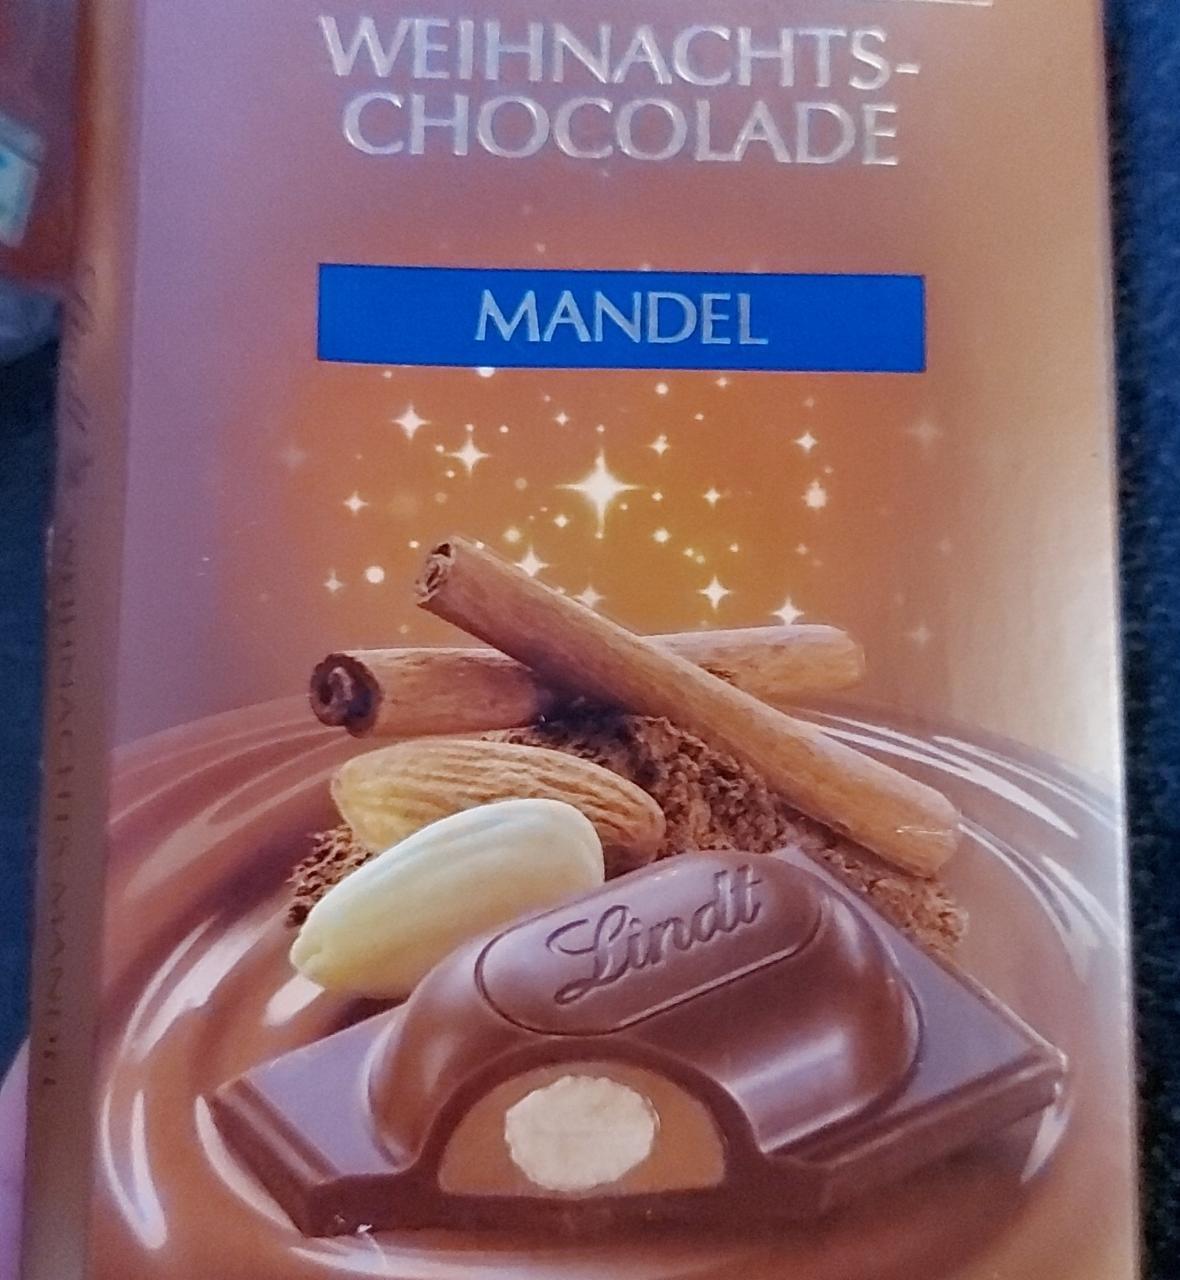 WEIHNACHTS-
CHOCOLADE
MANDEL
Lindt
WEIHNACHTS-MANDEL